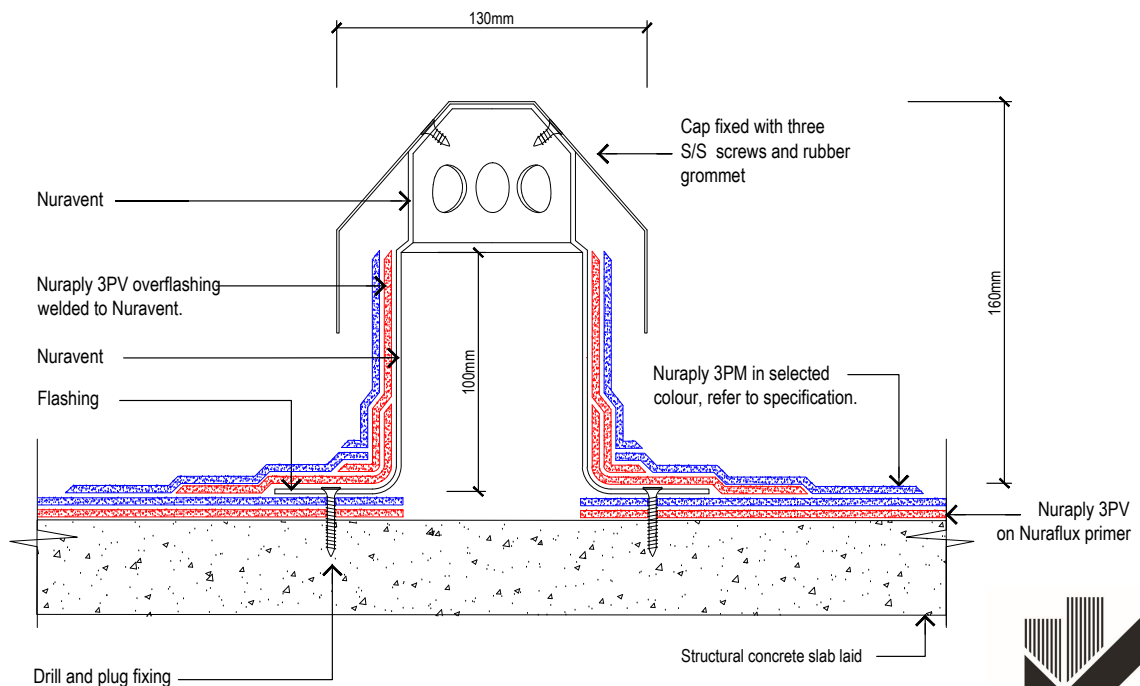 130mm
Cap fixed with three
S/S screws and rubber
grommet
Nuravent
Nuraply 3PV overflashing
welded to Nuravent.
160mm
Nuravent
100mm
Nuraply 3PM in selected
colour, refer to specification.
Flashing
Nuraply 3PV
on Nuraflux primer
Structural concrete slab laid
Drill and plug fixing